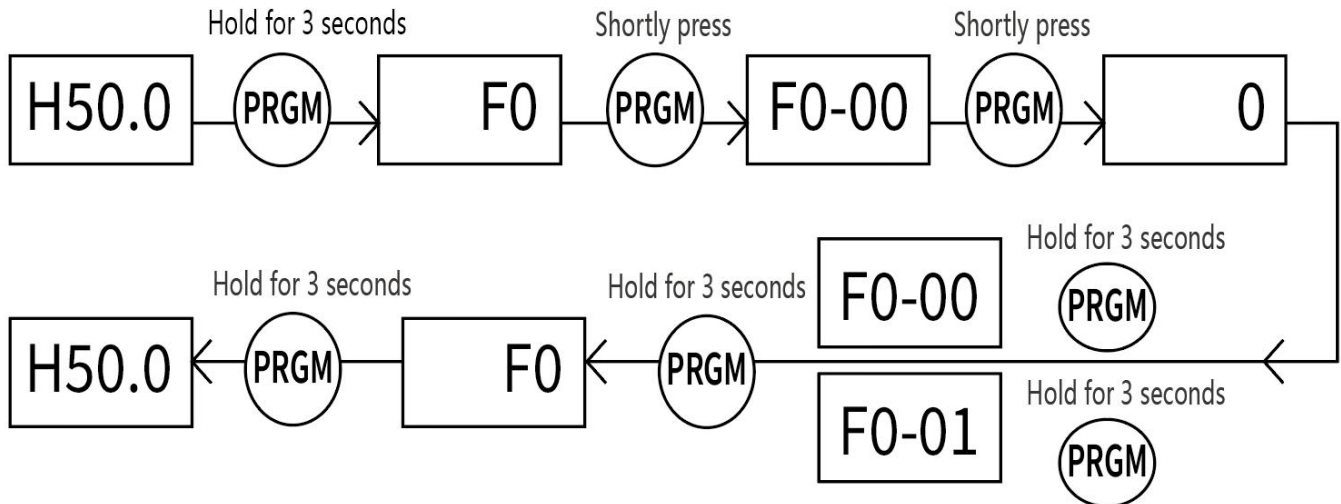 Hold for 3 seconds
Shortly press
Shortly press
H50.0
PRGM
F0
PRGM
F0-00
PRGM
0
Hold for 3 seconds
F0-00
PRGM
Hold for 3 seconds
Hold for 3 seconds
H50.0
PRGM
F0
PRGM
Hold for 3 seconds
F0-01
PRGM